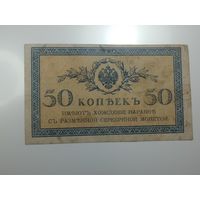 50 КОПѢЕКЪ 50
ИМѢЮТЪ ХОЖДЕНІЕ НАРАВНѢ
СЪ РАЗМѢННОЙ СЕРЕБРЯНОЙ МОНЕТОЙ.